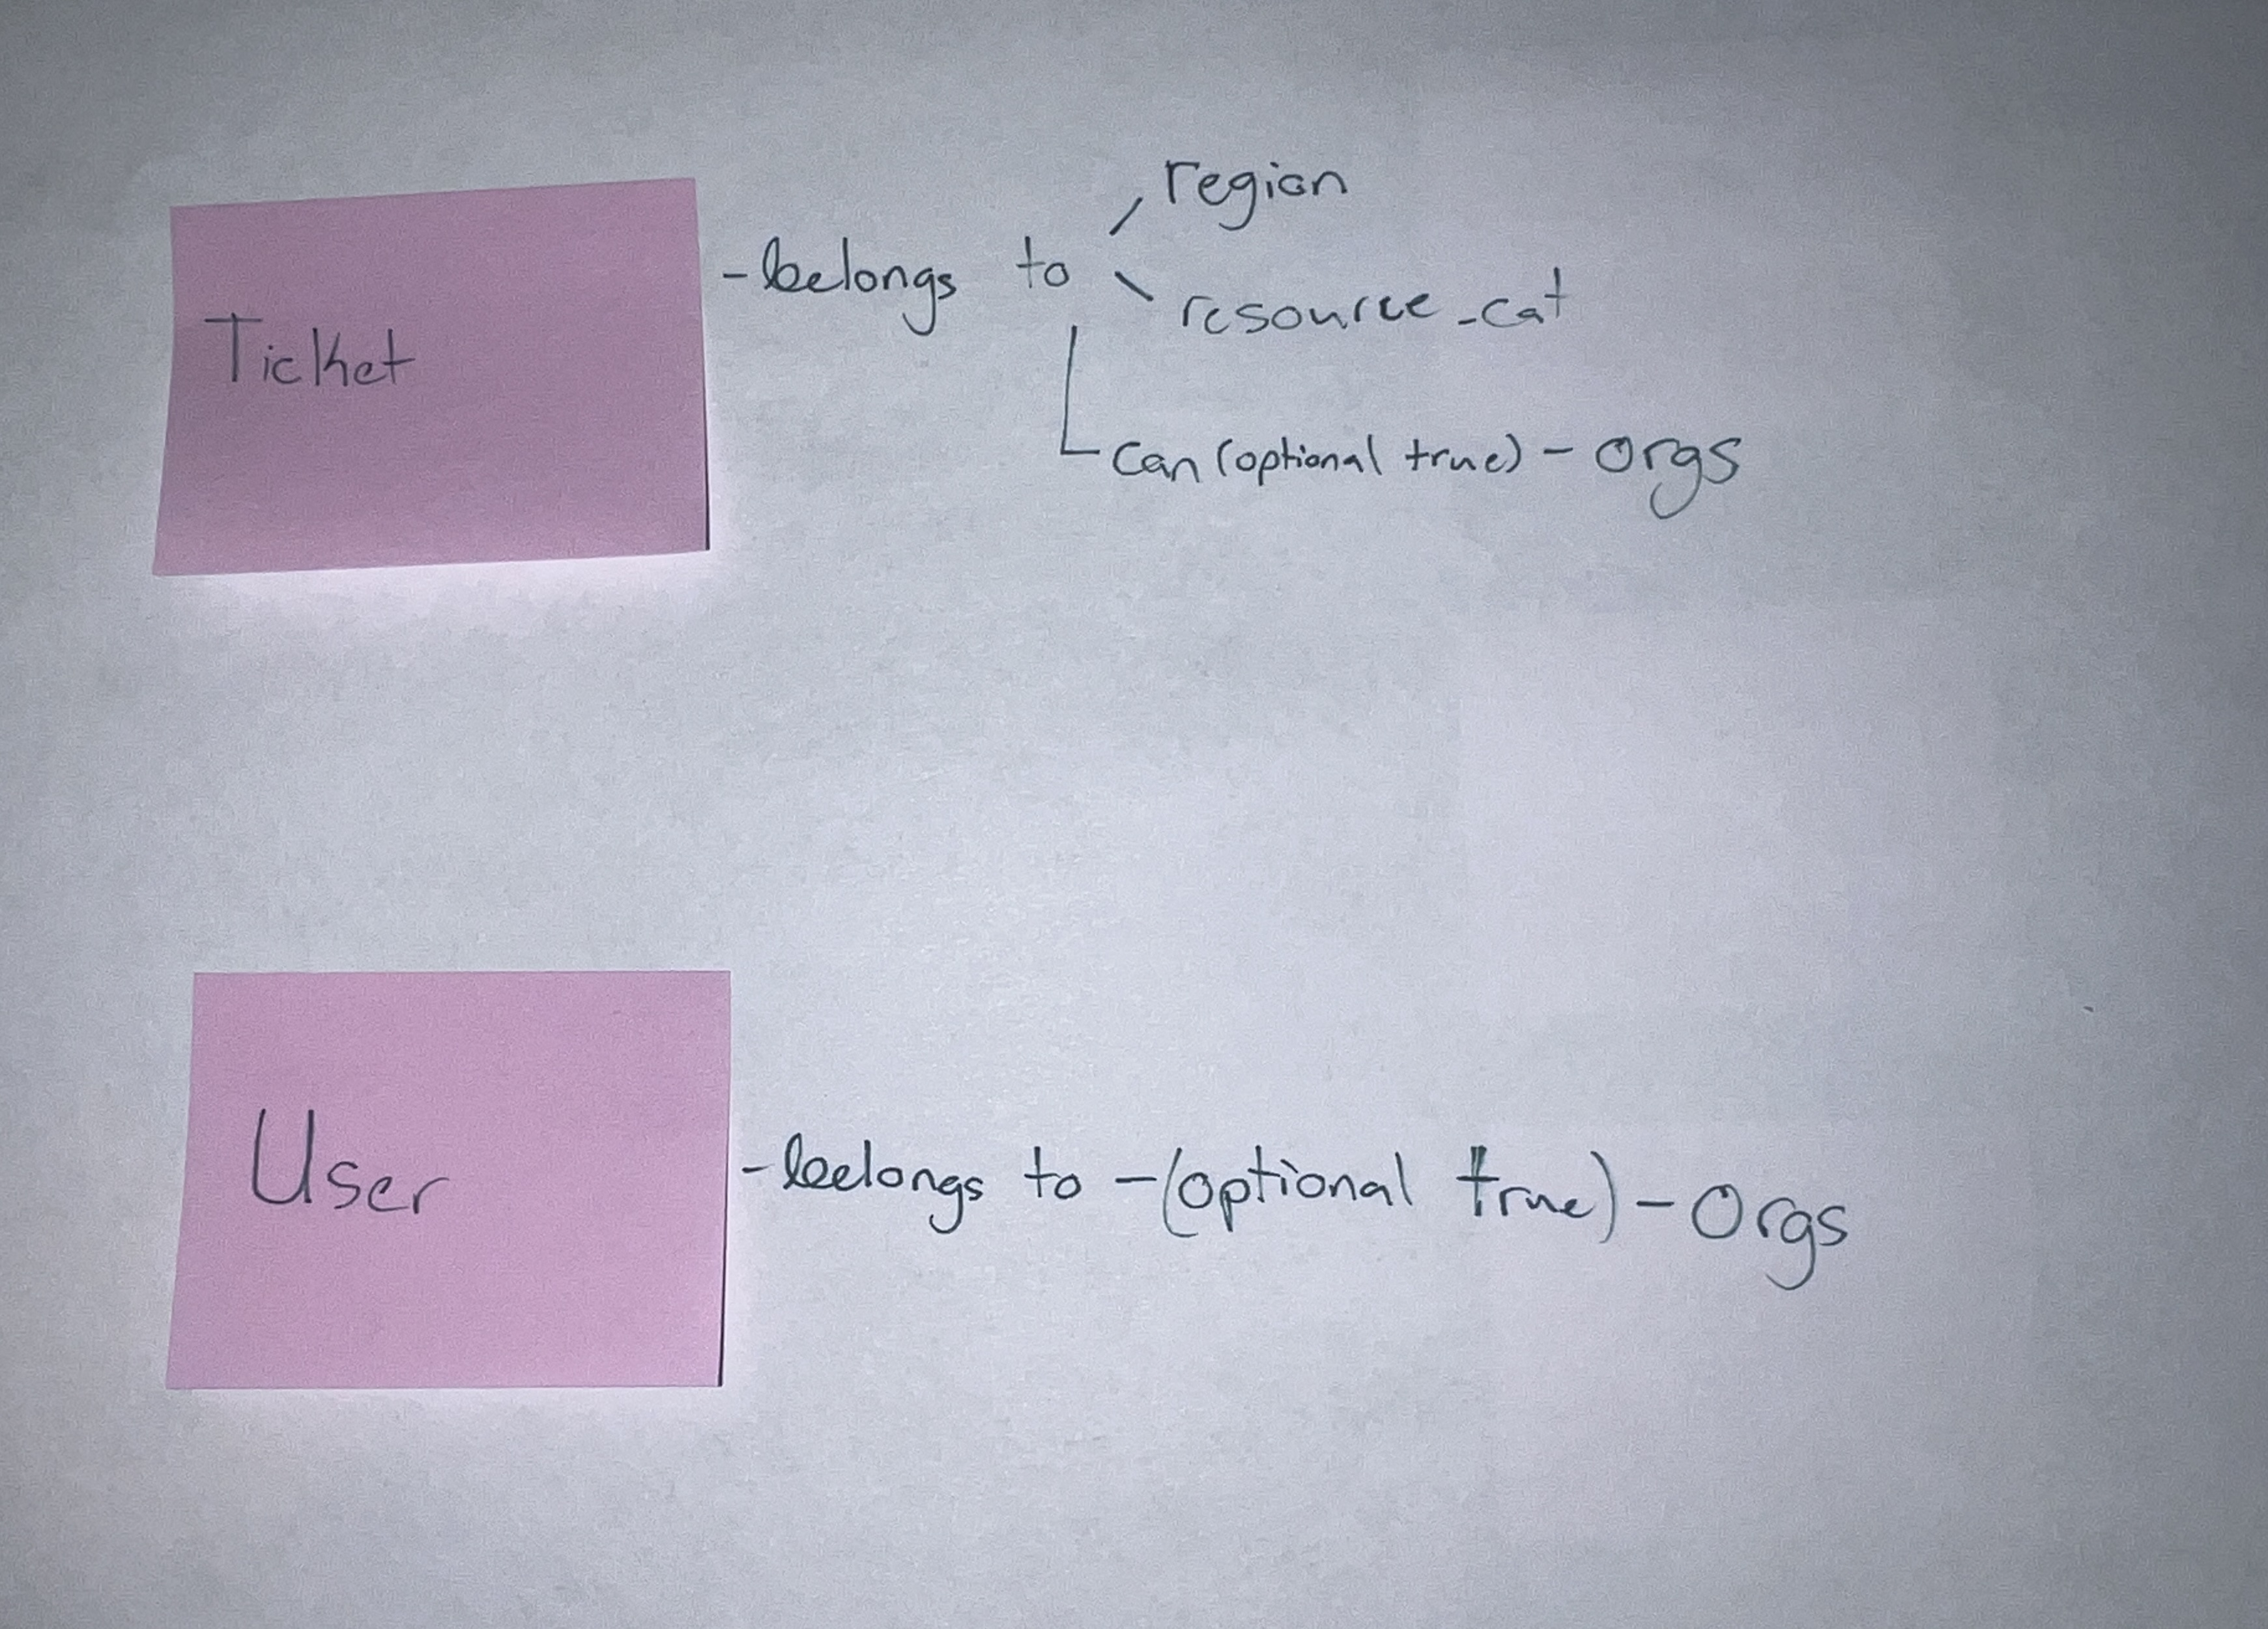 region
Ticket - belongs to
resource_cat
can (optional true) - orgs
User - belongs to - (optional true) - Orgs